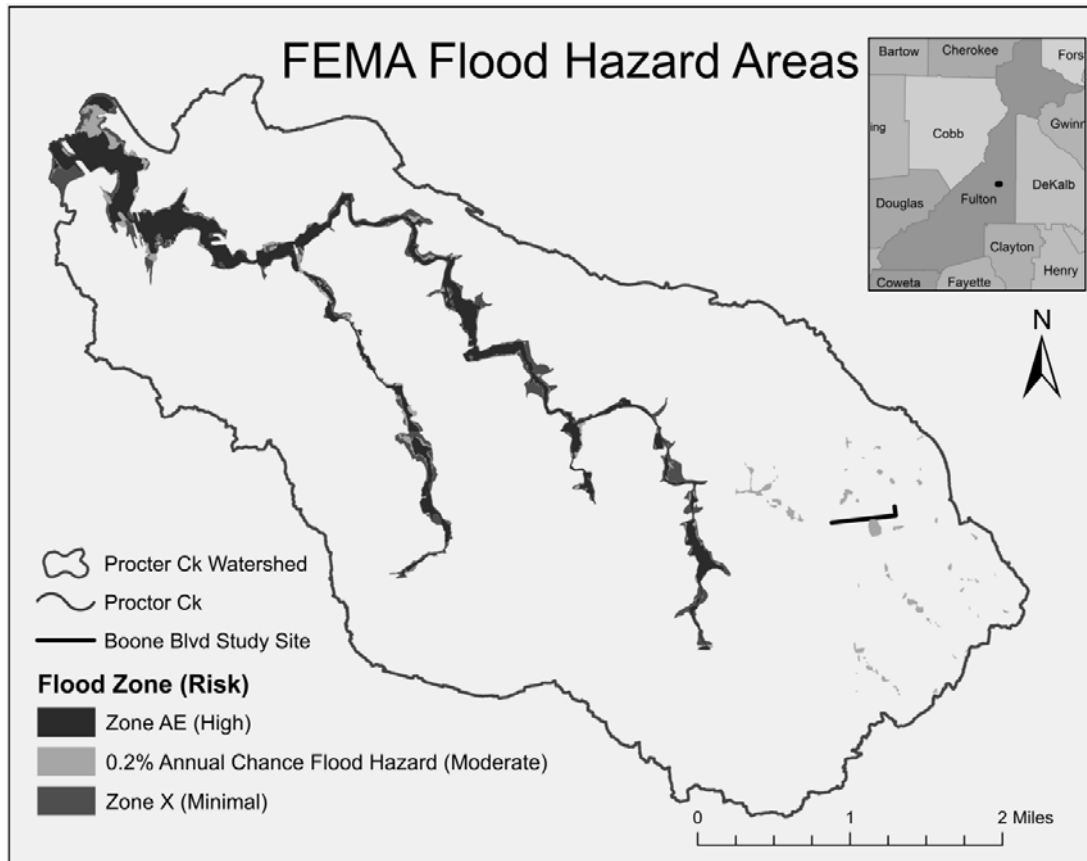 FEMA Flood Hazard Areas
Bartow
Cherokee
Fors
ing
Cobb
Gwinn
DeKalb
Douglas
Fulton
Clayton
Henry
Coweta
Fayette
N
Procter Ck Watershed
Proctor Ck
Boone Blvd Study Site
Flood Zone (Risk)
Zone AE (High)
0.2% Annual Chance Flood Hazard (Moderate)
Zone X (Minimal)
0 1 2 Miles